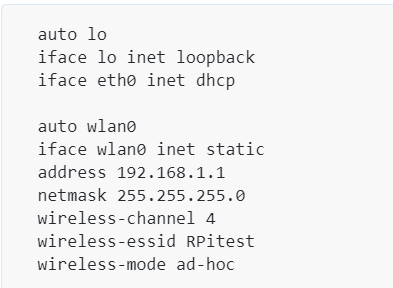 auto lo
iface lo inet loopback
iface eth0 inet dhcp
auto wlan0
iface wlan0 inet static
address 192.168.1.1
netmask 255.255.255.0
wireless-channel 4
wireless-essid RPitest
wireless-mode ad-hoc